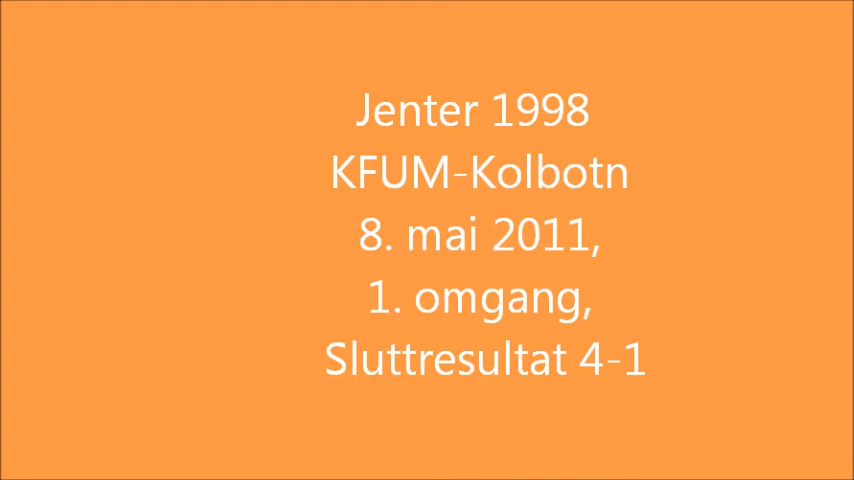 Jenter 1998
KFUM-Kolbotn
8. mai 2011,
1. omgang,
Sluttresultat 4-1